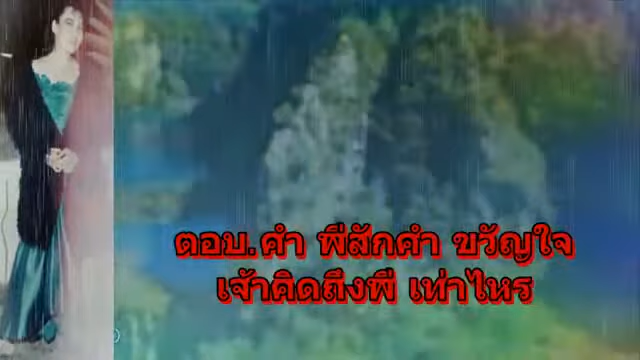 ตอบ.คำ พี่สักคำ ขวัญใจ
เจ้าคิดถึงพี่ เท่าไหร